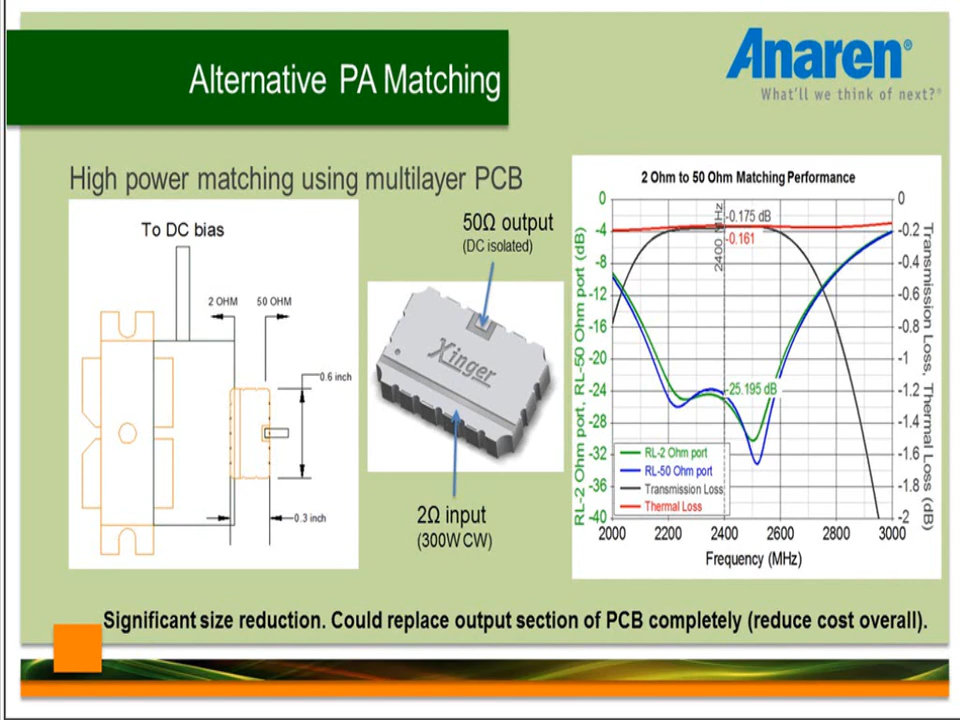 Alternative PA Matching
Anaren®
What'll we think of next?®
High power matching using multilayer PCB
To DC bias
2 OHM
50 OHM
0.6 inch
0.3 inch
50Ω output
(DC isolated)
Xinger
2Ω input
(300W CW)
2 Ohm to 50 Ohm Matching Performance
RL-2 Ohm port, RL-50 Ohm port (dB)
0
-4
-8
-12
-16
-20
-24
-28
-32
-36
-40
2400 MHz
-0.175 dB
-0.161
-25.195 dB
RL-2 Ohm port
RL-50 Ohm port
Transmission Loss
Thermal Loss
0
-0.2
-0.4
-0.6
-0.8
-1
-1.2
-1.4
-1.6
-1.8
-2
Transmission Loss, Thermal Loss (dB)
2000 2200 2400 2600 2800 3000
Frequency (MHz)
Significant size reduction. Could replace output section of PCB completely (reduce cost overall).